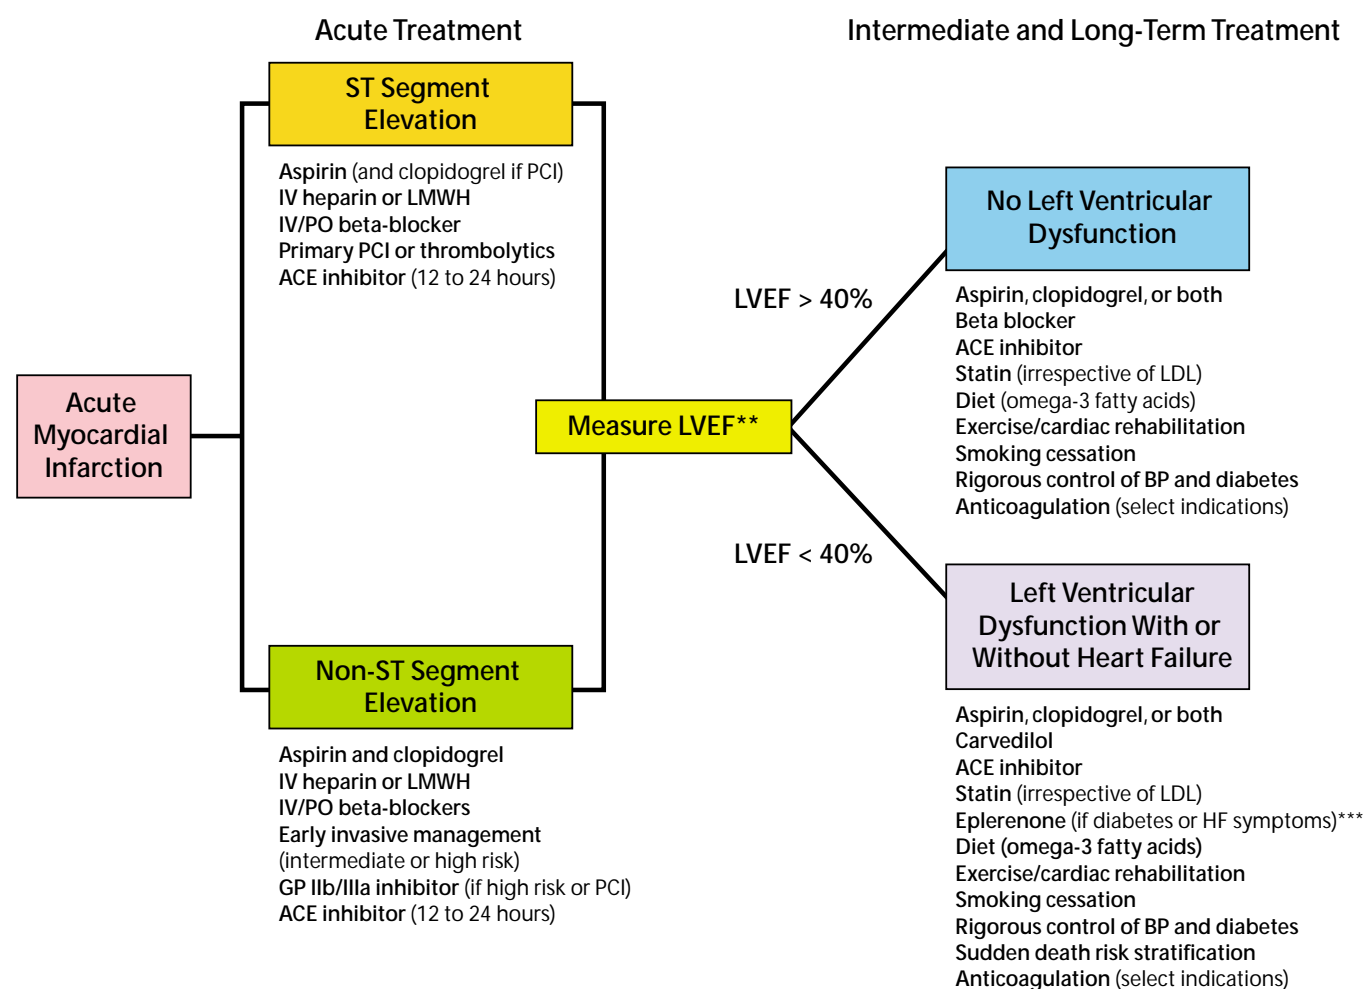 Acute Treatment
Intermediate and Long-Term Treatment
ST Segment
Elevation
Aspirin (and clopidogrel if PCI)
IV heparin or LMWH
IV/PO beta-blocker
Primary PCI or thrombolytics
ACE inhibitor (12 to 24 hours)
Acute
Myocardial
Infarction
Non-ST Segment
Elevation
Aspirin and clopidogrel
IV heparin or LMWH
IV/PO beta-blockers
Early invasive management
(intermediate or high risk)
GP IIb/IIIa inhibitor (if high risk or PCI)
ACE inhibitor (12 to 24 hours)
Measure LVEF**
LVEF > 40%
No Left Ventricular
Dysfunction
Aspirin, clopidogrel, or both
Beta blocker
ACE inhibitor
Statin (irrespective of LDL)
Diet (omega-3 fatty acids)
Exercise/cardiac rehabilitation
Smoking cessation
Rigorous control of BP and diabetes
Anticoagulation (select indications)
LVEF < 40%
Left Ventricular
Dysfunction With or
Without Heart Failure
Aspirin, clopidogrel, or both
Carvedilol
ACE inhibitor
Statin (irrespective of LDL)
Eplerenone (if diabetes or HF symptoms)***
Diet (omega-3 fatty acids)
Exercise/cardiac rehabilitation
Smoking cessation
Rigorous control of BP and diabetes
Sudden death risk stratification
Anticoagulation (select indications)